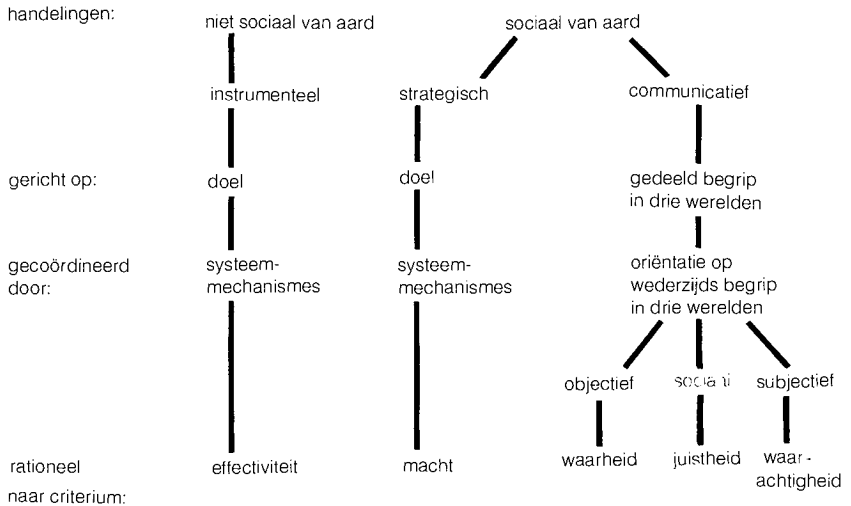 handelingen: niet sociaal van aard sociaal van aard
instrumenteel strategisch communicatief
gericht op: doel doel gedeeld begrip
in drie werelden
gecoördineerd systeem- systeem- oriëntatie op
door: mechanismes mechanismes wederzijds begrip
in drie werelden
objectief subjectief
rationeel effectiviteit macht waarheid juistheid waar-
achtigheid
naar criterium: